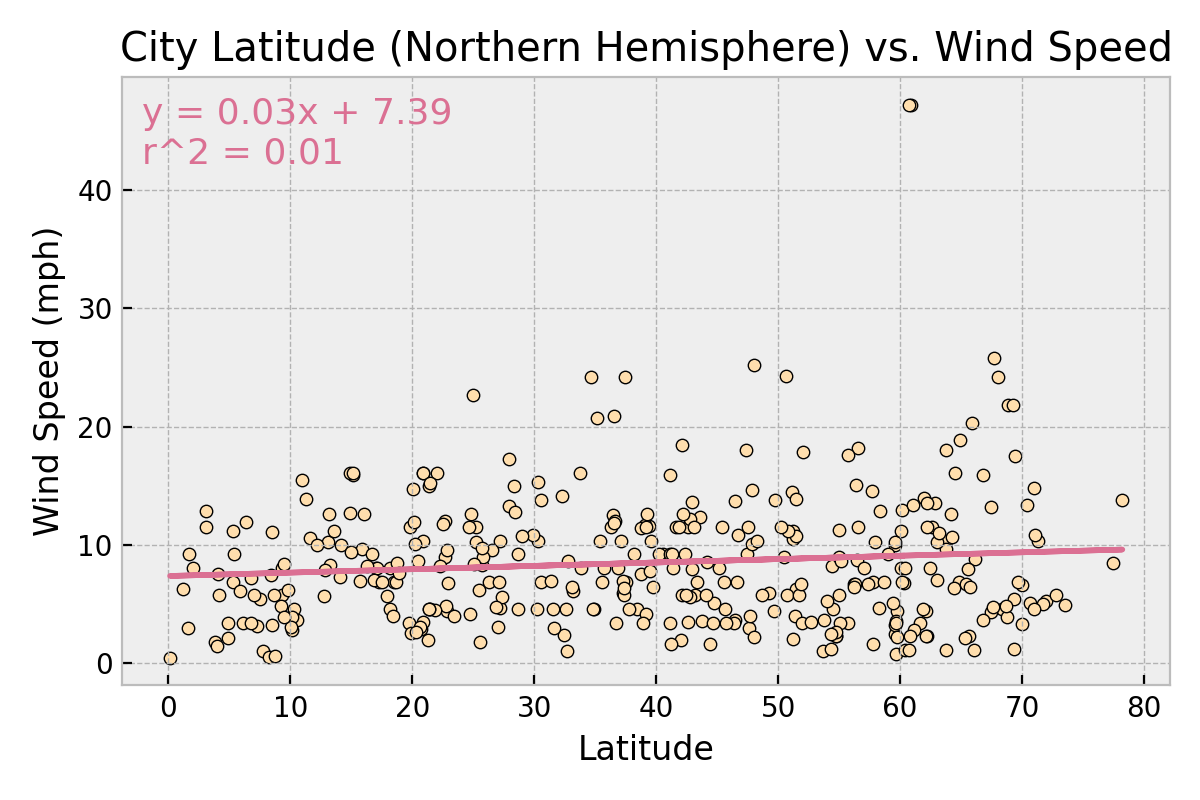 City Latitude (Northern Hemisphere) vs. Wind Speed
y = 0.03x + 7.39
r^2 = 0.01
Wind Speed (mph)
40
30
20
10
0
0 10 20 30 40 50 60 70 80
Latitude